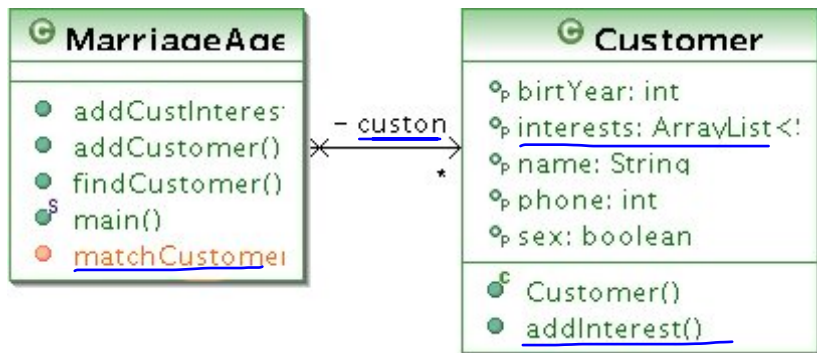 C MarriageAge
addCustInteres
addCustomer()
findCustomer()
S main()
matchCustomer
- custon
*
C Customer
P birtYear: int
P interests: ArrayList<
P name: String
P phone: int
P sex: boolean
C Customer()
addInterest()